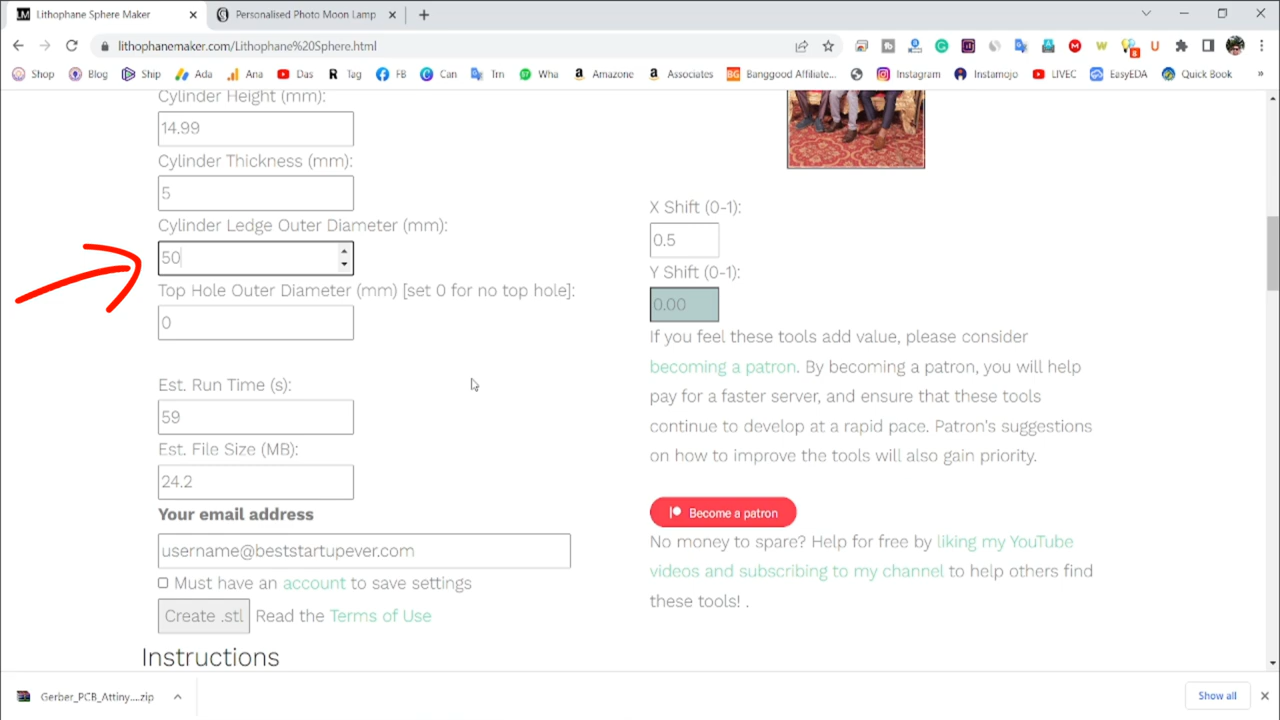 Lithophane Sphere Maker
Personalised Photo Moon Lamp
lithophanemaker.com/Lithophane%20Sphere.html
Shop Blog Ship Ada Ana Das Tag FB Can Trn Wha Amazone Associates Banggood Affiliate... Instagram Instamojo LIVEC EasyEDA Quick Book »
Cylinder Height (mm):
14.99
Cylinder Thickness (mm):
5
Cylinder Ledge Outer Diameter (mm):
50
Top Hole Outer Diameter (mm) [set 0 for no top hole]:
0
Est. Run Time (s):
59
Est. File Size (MB):
24.2
Your email address
username@beststartupever.com
Must have an account to save settings
Create .stl Read the Terms of Use
Instructions
X Shift (0-1):
0.5
Y Shift (0-1):
0.00
If you feel these tools add value, please consider
becoming a patron. By becoming a patron, you will help
pay for a faster server, and ensure that these tools
continue to develop at a rapid pace. Patron's suggestions
on how to improve the tools will also gain priority.
Become a patron
No money to spare? Help for free by liking my YouTube
videos and subscribing to my channel to help others find
these tools! .
Gerber_PCB_Attiny....zip
Show all